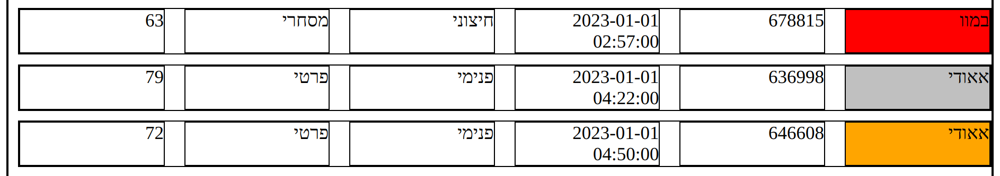 במוו 678815 2023-01-01 חיצוני מסחרי 63
02:57:00
אאודי 636998 2023-01-01 פנימי פרטי 79
04:22:00
אאודי 646608 2023-01-01 פנימי פרטי 72
04:50:00